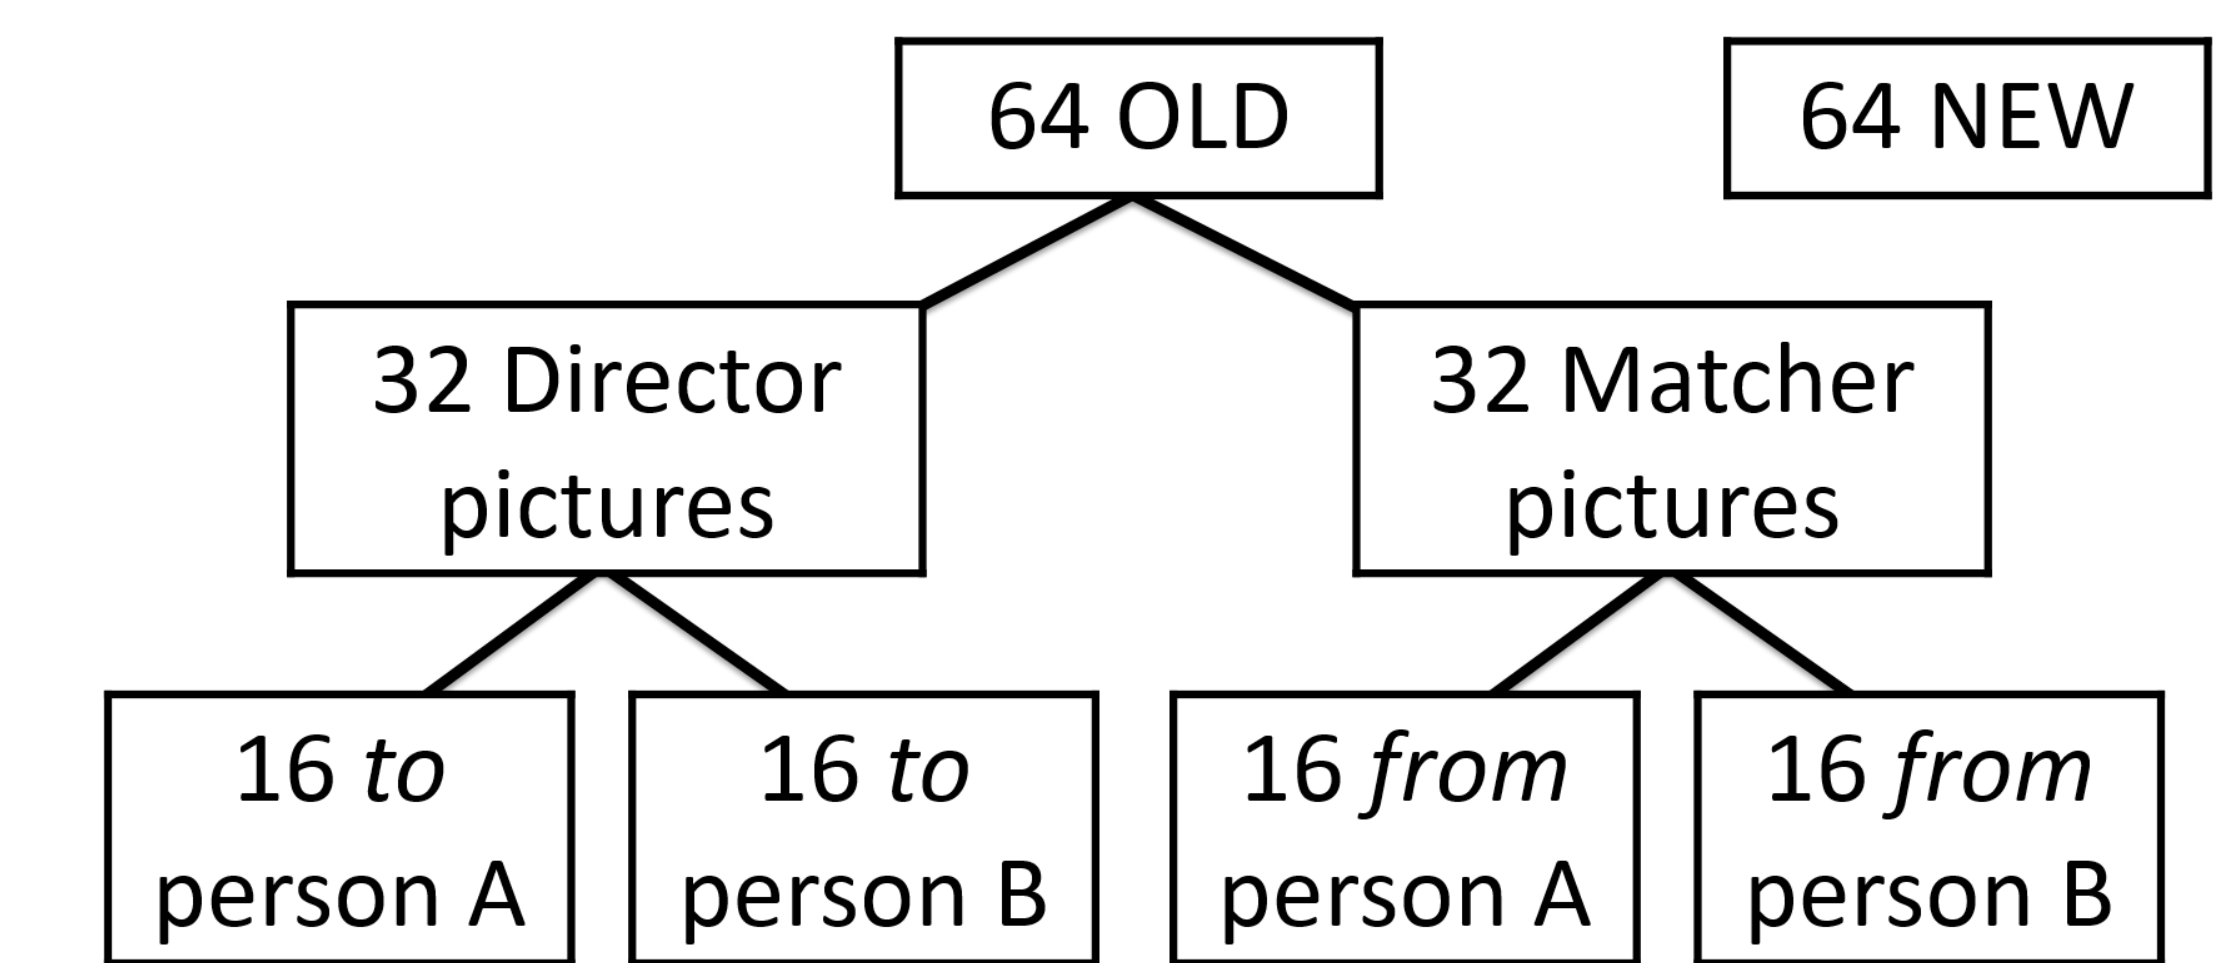 64 OLD
64 NEW
32 Director
pictures
32 Matcher
pictures
16 to
person A
16 to
person B
16 from
person A
16 from
person B